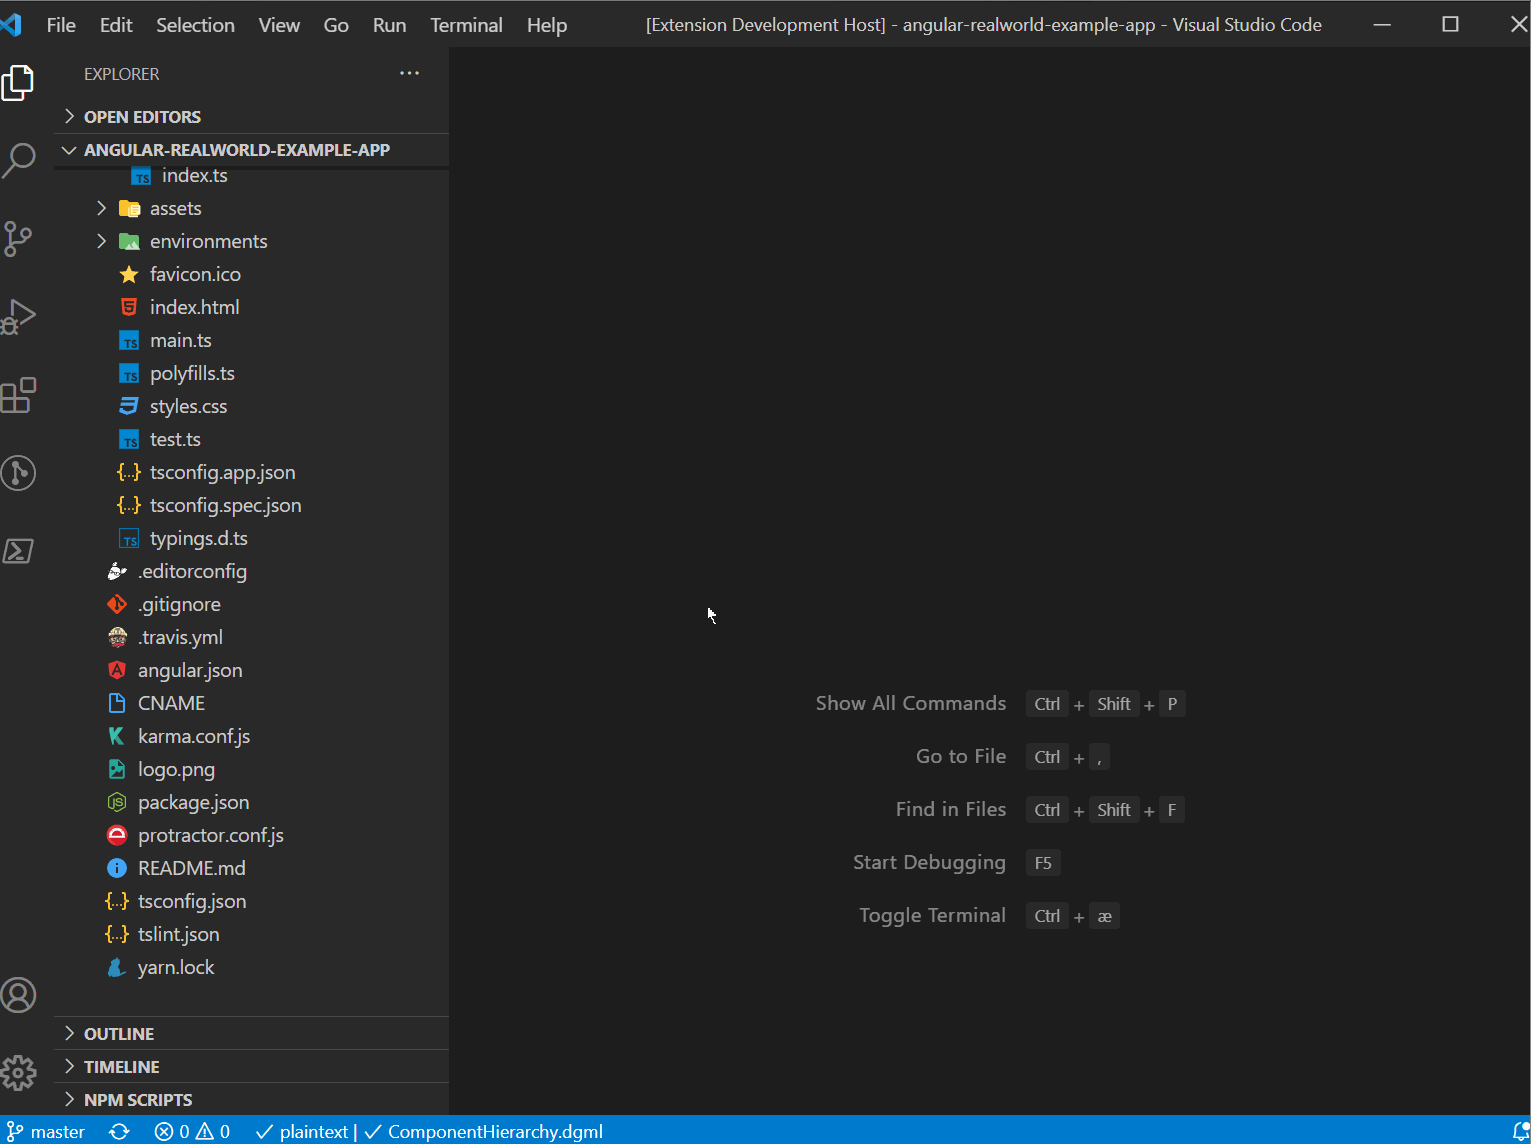 File Edit Selection View Go Run Terminal Help [Extension Development Host] - angular-realworld-example-app - Visual Studio Code
EXPLORER
OPEN EDITORS
ANGULAR-REALWORLD-EXAMPLE-APP
TS index.ts
assets
environments
favicon.ico
index.html
TS main.ts
TS polyfills.ts
styles.css
TS test.ts
{..} tsconfig.app.json
{..} tsconfig.spec.json
TS typings.d.ts
.editorconfig
.gitignore
.travis.yml
angular.json
CNAME
karma.conf.js
logo.png
package.json
protractor.conf.js
README.md
{..} tsconfig.json
{..} tslint.json
yarn.lock
OUTLINE
TIMELINE
NPM SCRIPTS
Show All Commands Ctrl + Shift + P
Go to File Ctrl + ,
Find in Files Ctrl + Shift + F
Start Debugging F5
Toggle Terminal Ctrl + æ
master 0 0 plaintext | ComponentHierarchy.dgml